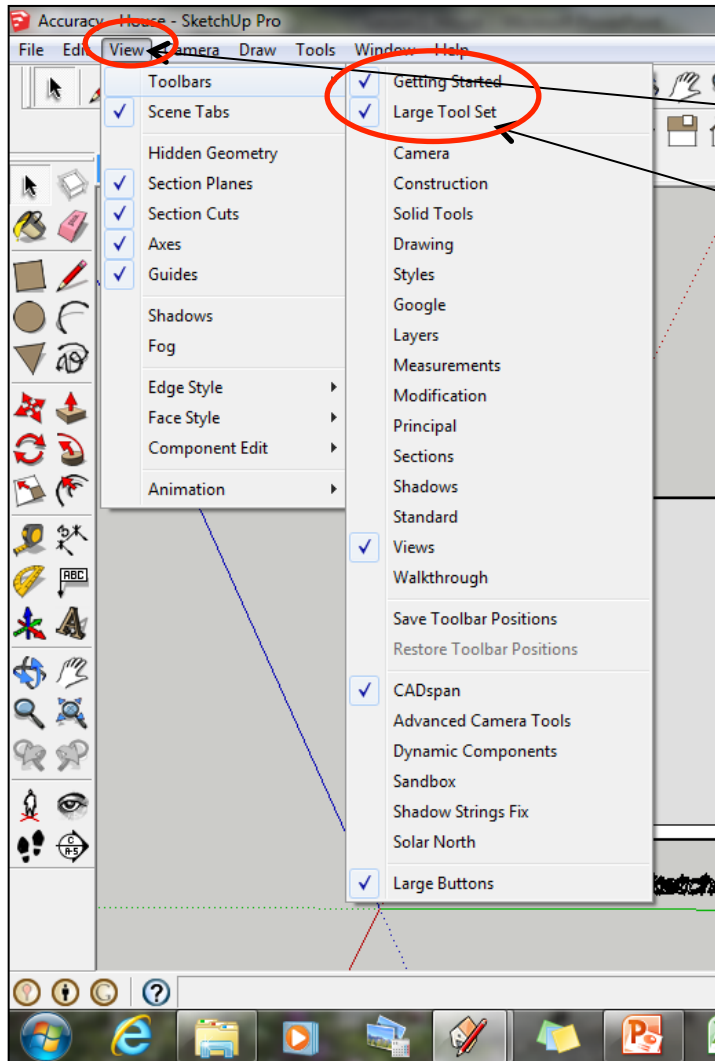 Accuracy - House - SketchUp Pro
File Edit View Camera Draw Tools Window Help
Toolbars
Scene Tabs
Hidden Geometry
Section Planes
Section Cuts
Axes
Guides
Shadows
Fog
Edge Style
Face Style
Component Edit
Animation
Getting Started
Large Tool Set
Camera
Construction
Solid Tools
Drawing
Styles
Google
Layers
Measurements
Modification
Principal
Sections
Shadows
Standard
Views
Walkthrough
Save Toolbar Positions
Restore Toolbar Positions
CADspan
Advanced Camera Tools
Dynamic Components
Sandbox
Shadow Strings Fix
Solar North
Large Buttons
ABC